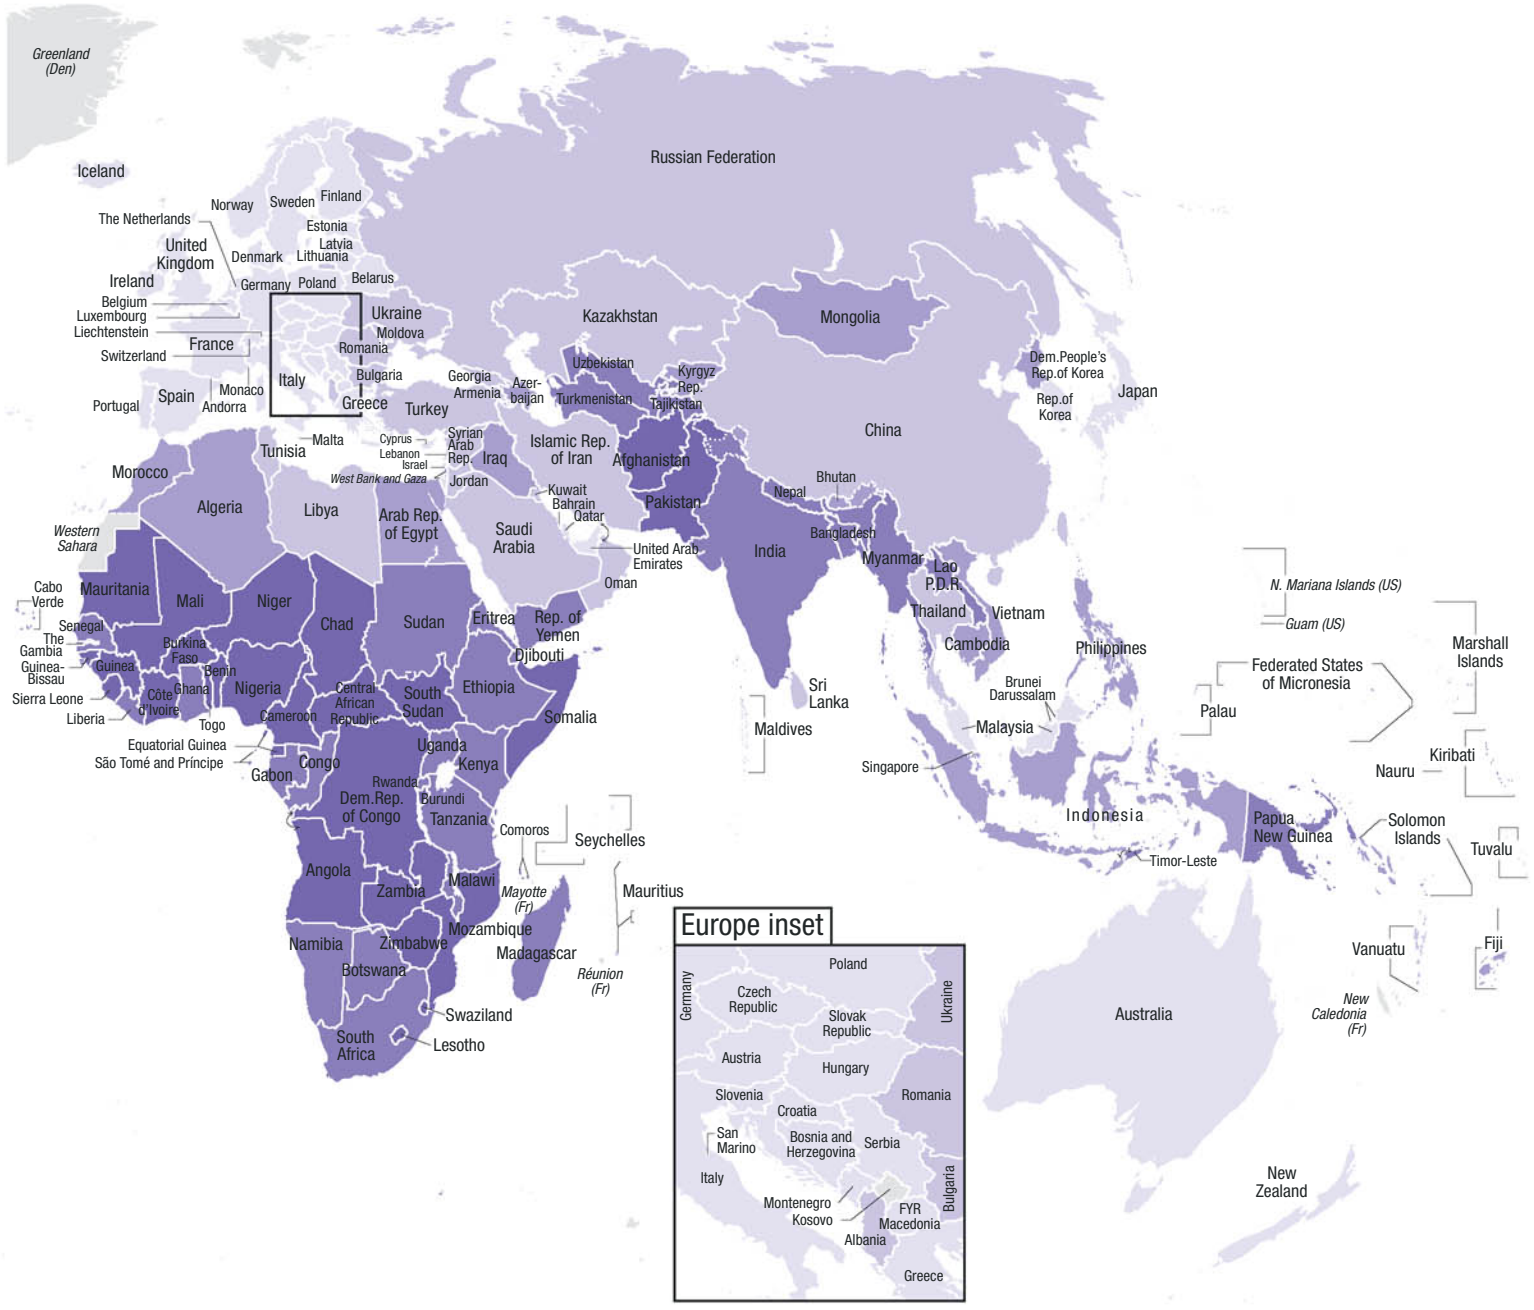 Greenland
(Den)
Iceland
Russian Federation
Norway
Sweden
Finland
The Netherlands
Estonia
Latvia
Lithuania
United
Kingdom
Denmark
Ireland
Germany
Poland
Belarus
Belgium
Luxembourg
Liechtenstein
Switzerland
France
Ukraine
Moldova
Romania
Italy
Bulgaria
Monaco
Andorra
Spain
Portugal
Greece
Turkey
Georgia
Armenia
Azer-
baijan
Kazakhstan
Uzbekistan
Turkmenistan
Kyrgyz
Rep.
Tajikistan
Mongolia
Dem.People's
Rep.of Korea
Rep.of
Korea
Japan
China
Malta
Tunisia
Cyprus
Lebanon
Israel
West Bank and Gaza
Syrian
Arab
Rep.
Jordan
Iraq
Islamic Rep.
of Iran
Afghanistan
Pakistan
Morocco
Algeria
Libya
Arab Rep.
of Egypt
Western
Sahara
Kuwait
Bahrain
Qatar
Saudi
Arabia
United Arab
Emirates
Oman
Nepal
Bhutan
Bangladesh
India
Myanmar
Lao
P.D.R.
Thailand
Vietnam
Cambodia
Philippines
N. Mariana Islands (US)
Guam (US)
Marshall
Islands
Federated States
of Micronesia
Palau
Cabo
Verde
Mauritania
Mali
Niger
Chad
Sudan
Eritrea
Rep. of
Yemen
Djibouti
Senegal
The
Gambia
Guinea-
Bissau
Guinea
Burkina
Faso
Benin
Sierra Leone
Liberia
Côte
d'Ivoire
Ghana
Togo
Nigeria
Cameroon
Central
African
Republic
South
Sudan
Ethiopia
Somalia
Equatorial Guinea
São Tomé and Príncipe
Gabon
Congo
Uganda
Kenya
Rwanda
Burundi
Dem.Rep.
of Congo
Tanzania
Sri
Lanka
Maldives
Brunei
Darussalam
Malaysia
Singapore
Indonesia
Timor-Leste
Papua
New Guinea
Nauru
Kiribati
Solomon
Islands
Tuvalu
Comoros
Seychelles
Mayotte
(Fr)
Mauritius
Réunion
(Fr)
Angola
Zambia
Malawi
Mozambique
Madagascar
Namibia
Zimbabwe
Botswana
Swaziland
South
Africa
Lesotho
Vanuatu
Fiji
New
Caledonia
(Fr)
Australia
New
Zealand
Europe inset
Poland
Germany
Czech
Republic
Ukraine
Slovak
Republic
Austria
Hungary
Slovenia
Romania
Croatia
San
Marino
Bosnia and
Herzegovina
Serbia
Italy
Bulgaria
Montenegro
Kosovo
FYR
Macedonia
Albania
Greece